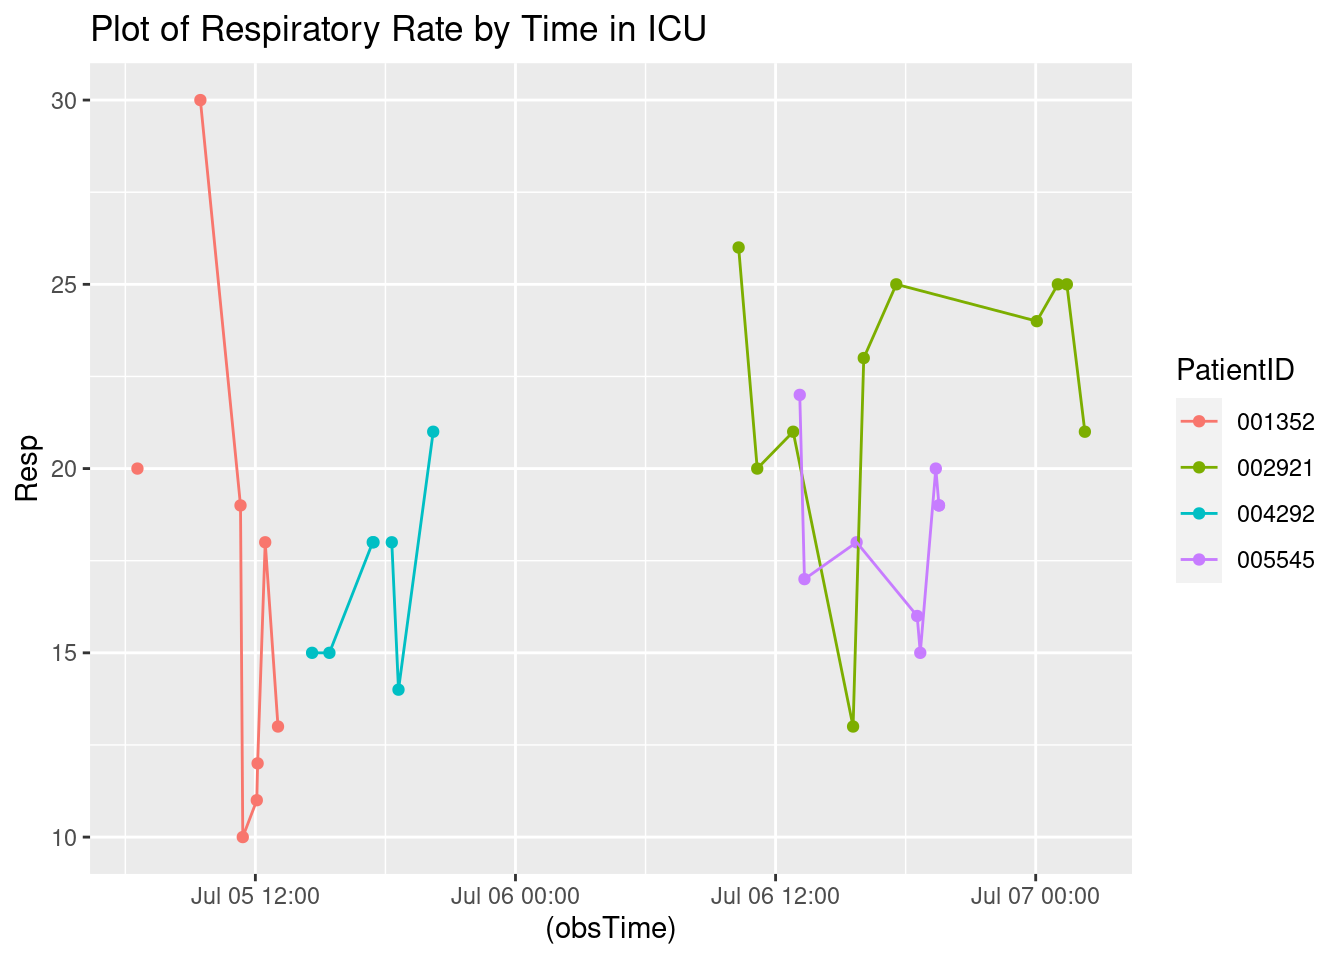 Plot of Respiratory Rate by Time in ICU
30
25
20
15
10
Resp
Jul 05 12:00
Jul 06 00:00
Jul 06 12:00
Jul 07 00:00
(obsTime)
PatientID
001352
002921
004292
005545